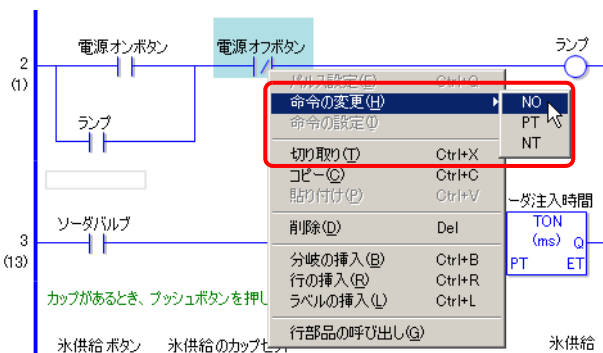 電源オンボタン 電源オフボタン ランプ
2
(1)
パルス設定(E) Ctrl+Q
命令の変更(H) NO
命令の設定(I) PT
NT
ランプ
切り取り(T) Ctrl+X
コピー(C) Ctrl+C
貼り付け(P) Ctrl+V
ーダ注入時間
ソーダバルブ
削除(D) Del
TON
(ms) Q
PT ET
3
(13)
分岐の挿入(B) Ctrl+B
行の挿入(R) Ctrl+R
ラベルの挿入(L) Ctrl+L
カップがあるとき、プッシュボタンを押し
行部品の呼び出し(G)
氷供給ボタン 氷供給のカップセット 氷供給